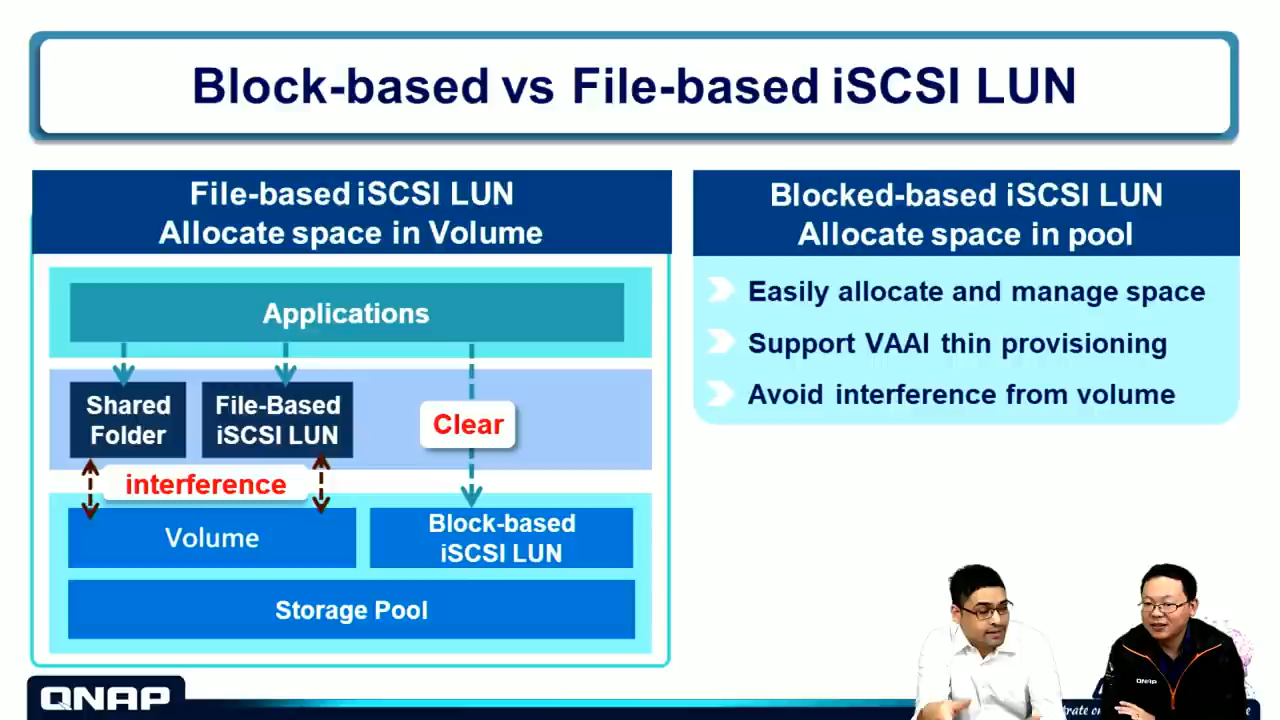 Block-based vs File-based iSCSI LUN
File-based iSCSI LUN
Allocate space in Volume
Applications
Shared
Folder
File-Based
iSCSI LUN
Clear
interference
Volume
Block-based
iSCSI LUN
Storage Pool
Blocked-based iSCSI LUN
Allocate space in pool
Easily allocate and manage space
Support VAAI thin provisioning
Avoid interference from volume
QNAP
QNAP